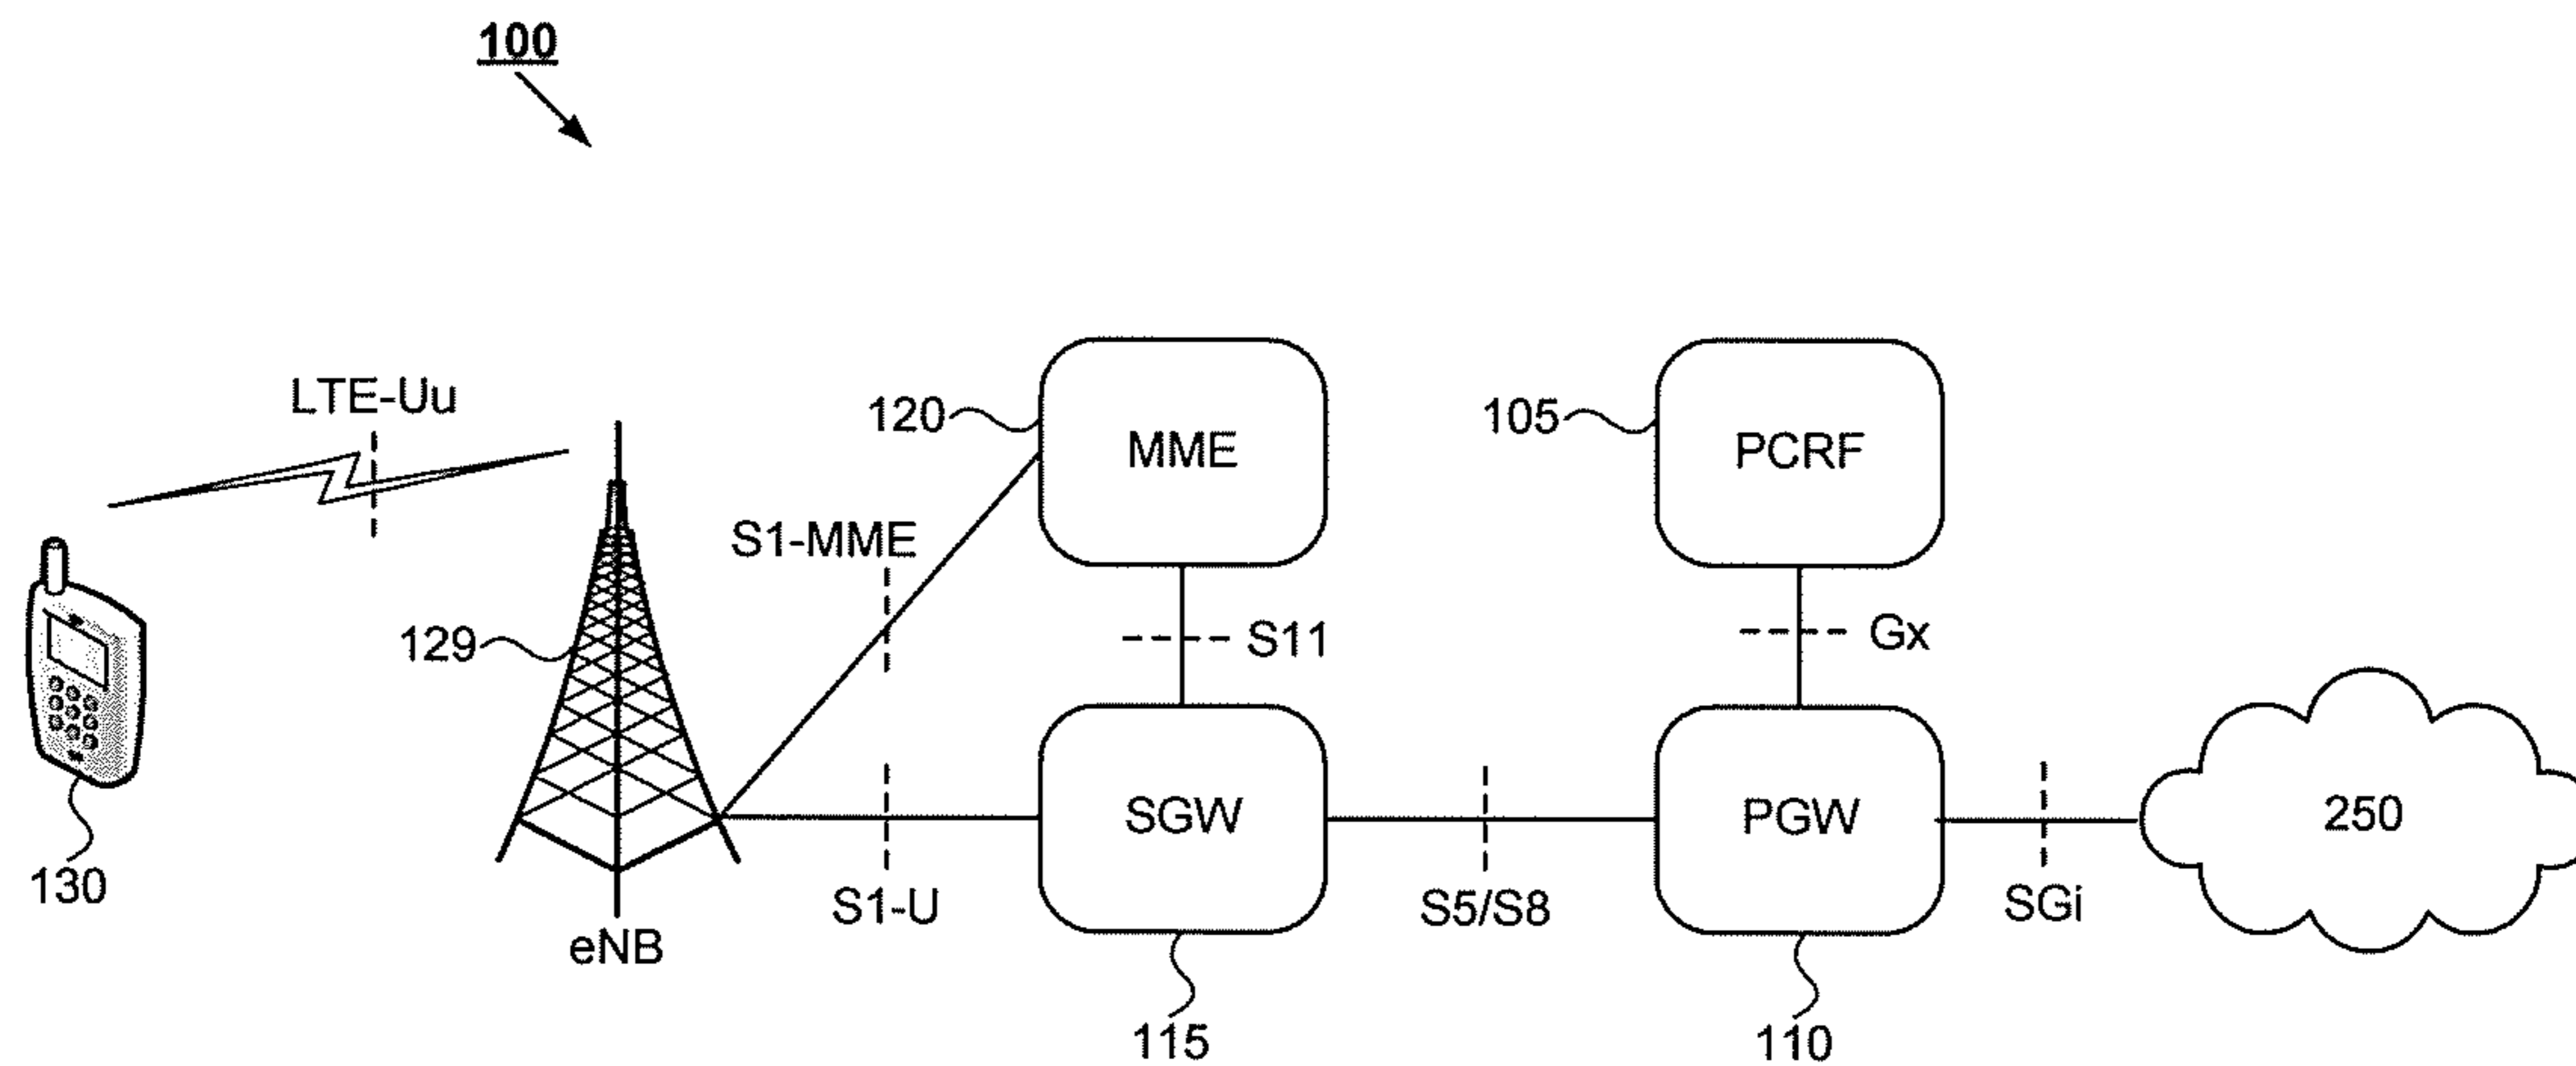 100
LTE-Uu
120
MME
105
PCRF
S1-MME
129
S11
Gx
SGW
PGW
250
130
S1-U
S5/S8
SGi
eNB
115
110